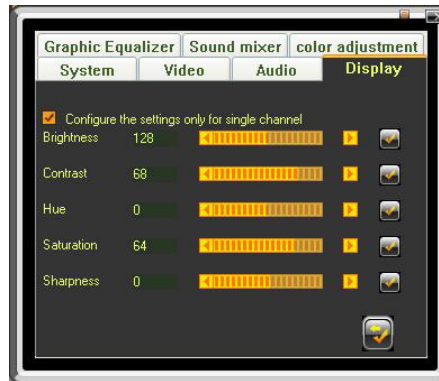 Graphic Equalizer Sound mixer color adjustment
System Video Audio Display
Configure the settings only for single channel
Brightness 128
Contrast 68
Hue 0
Saturation 64
Sharpness 0